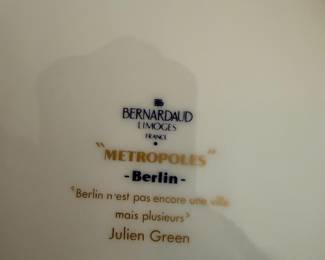 BERNARDAUD
LIMOGES
FRANCE
"METROPOLES"
-Berlin-
"Berlin n'est pas encore une ville
mais plusieurs"
Julien Green